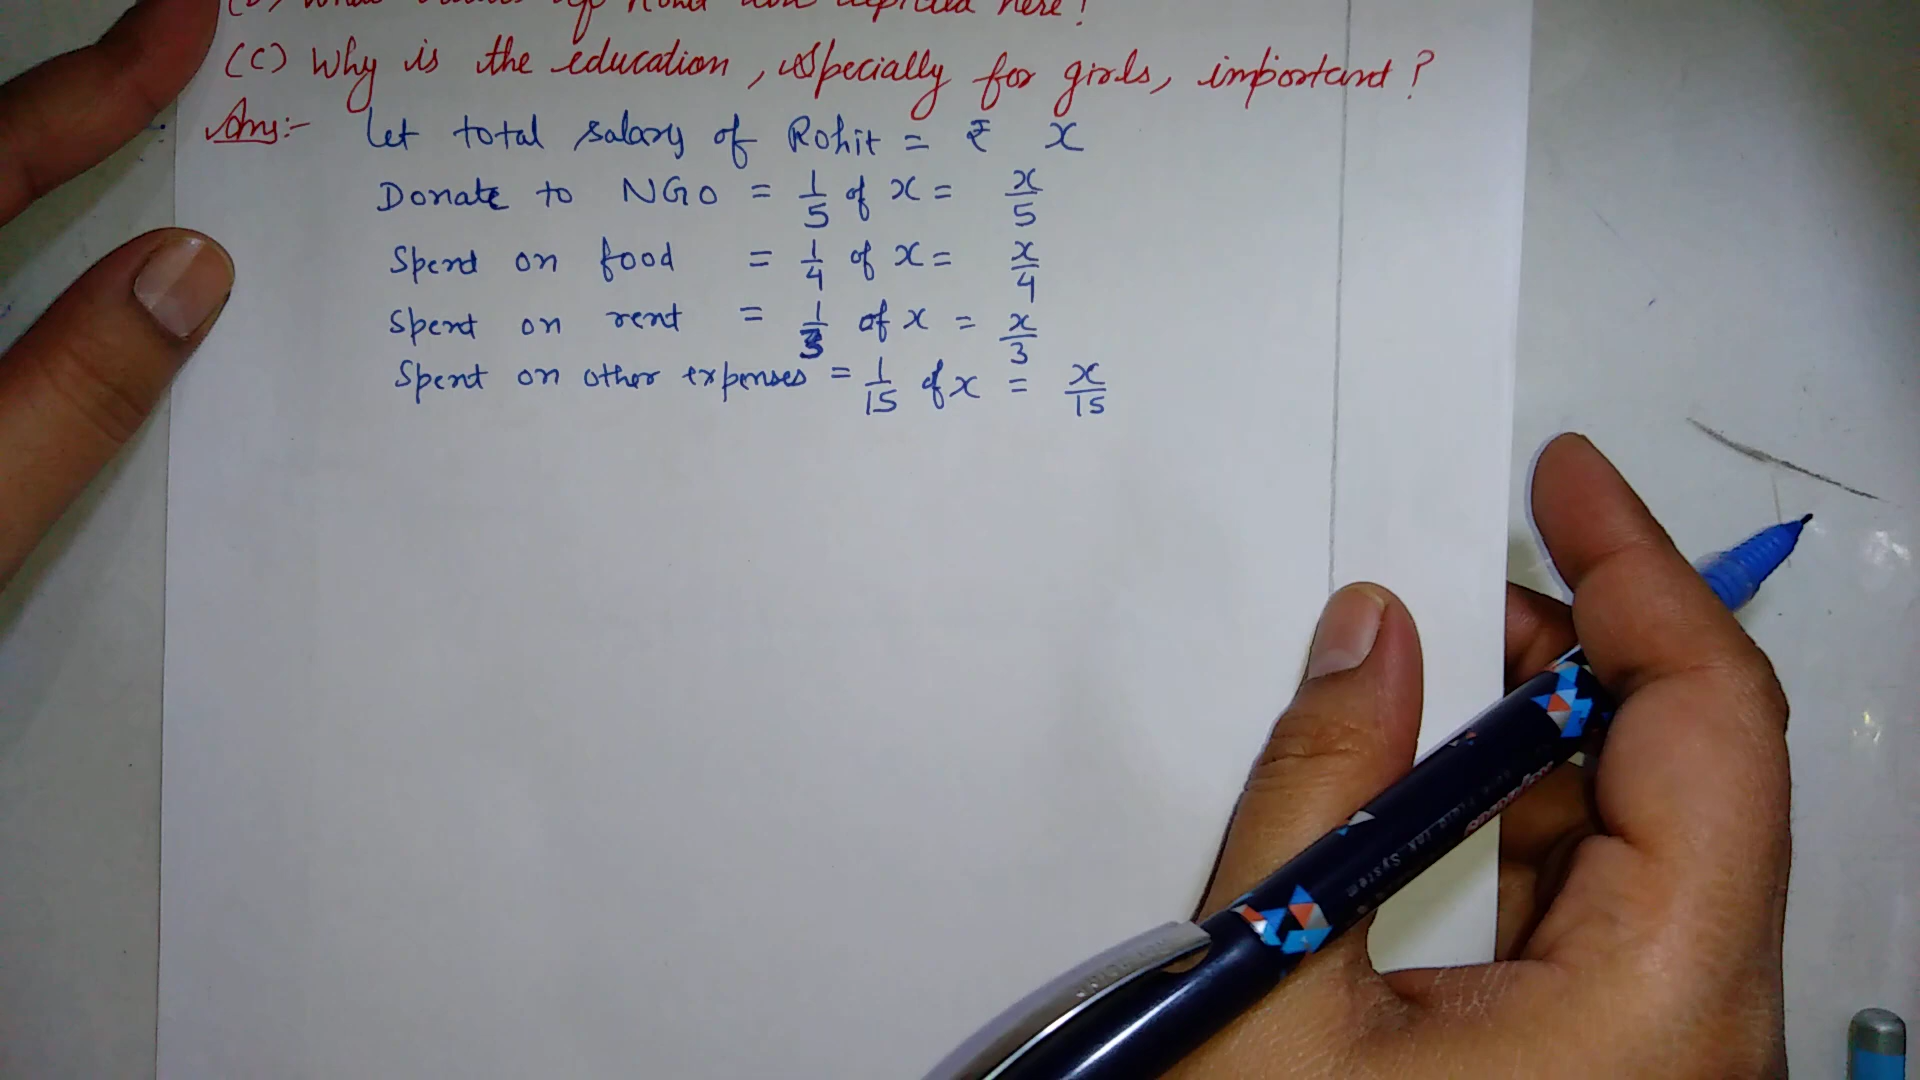 (C) Why is the education, especially for girls, important?
Ans:- Let total salary of Rohit = ₹ x
Donate to NGO = 1/5 of x = x/5
Spend on food = 1/4 of x = x/4
Spent on rent = 1/3 of x = x/3
Spent on other expenses = 1/15 of x = x/15